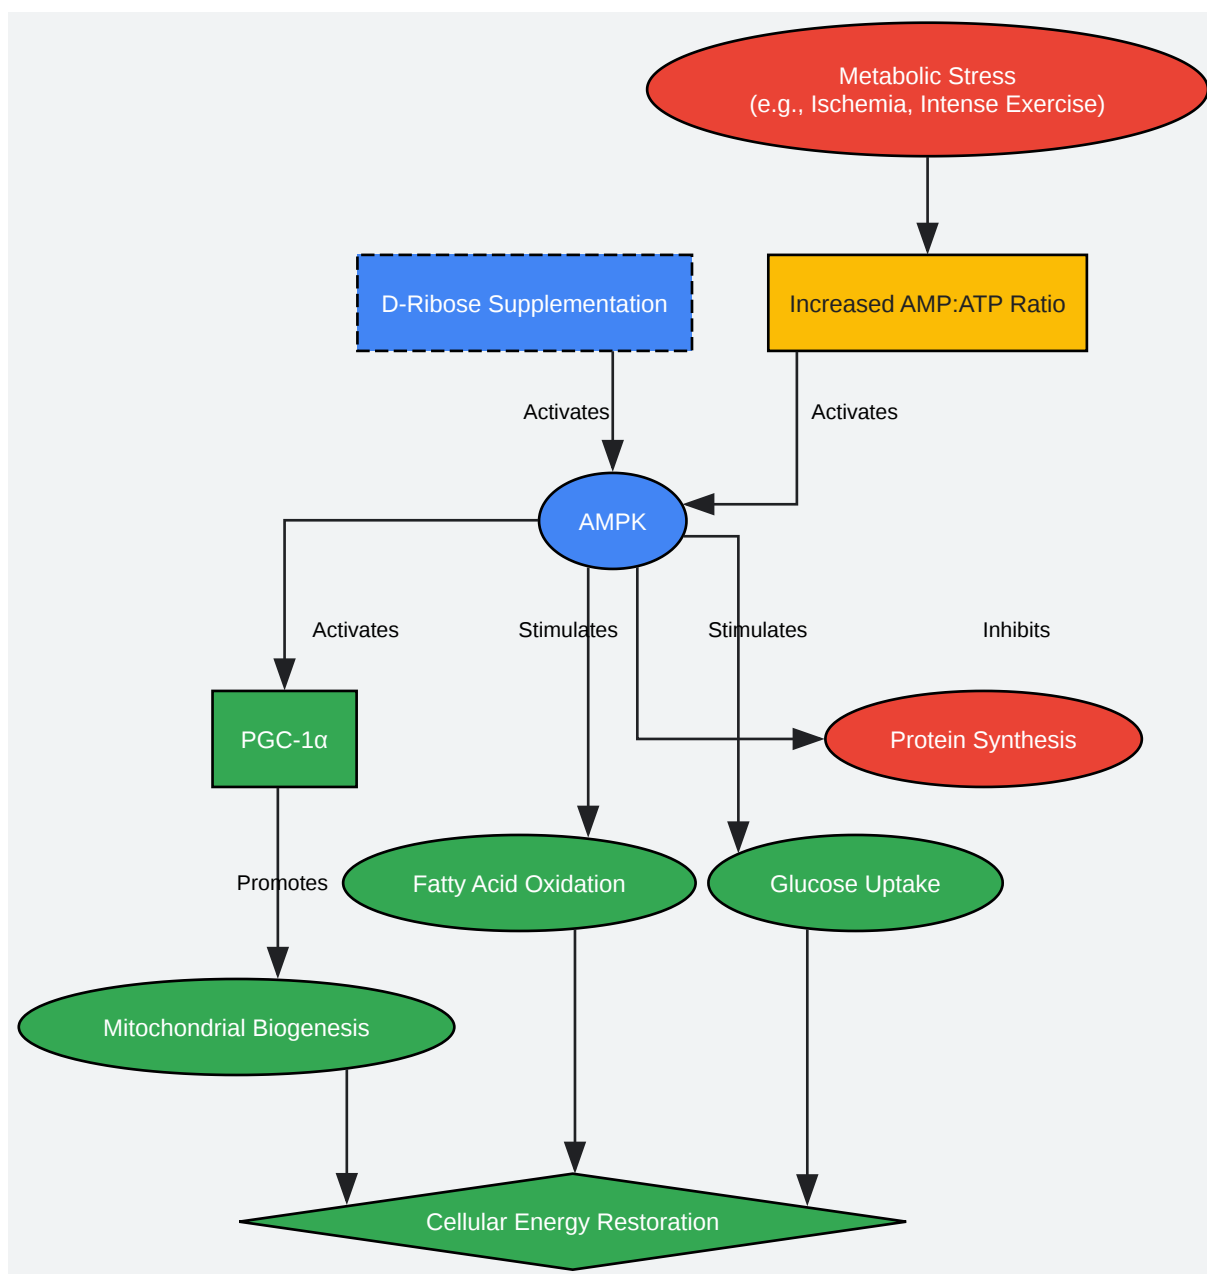 Metabolic Stress
(e.g., Ischemia, Intense Exercise)
D-Ribose Supplementation
Increased AMP:ATP Ratio
Activates
Activates
AMPK
Activates
Stimulates
Stimulates
Inhibits
PGC-1α
Protein Synthesis
Promotes
Fatty Acid Oxidation
Glucose Uptake
Mitochondrial Biogenesis
Cellular Energy Restoration